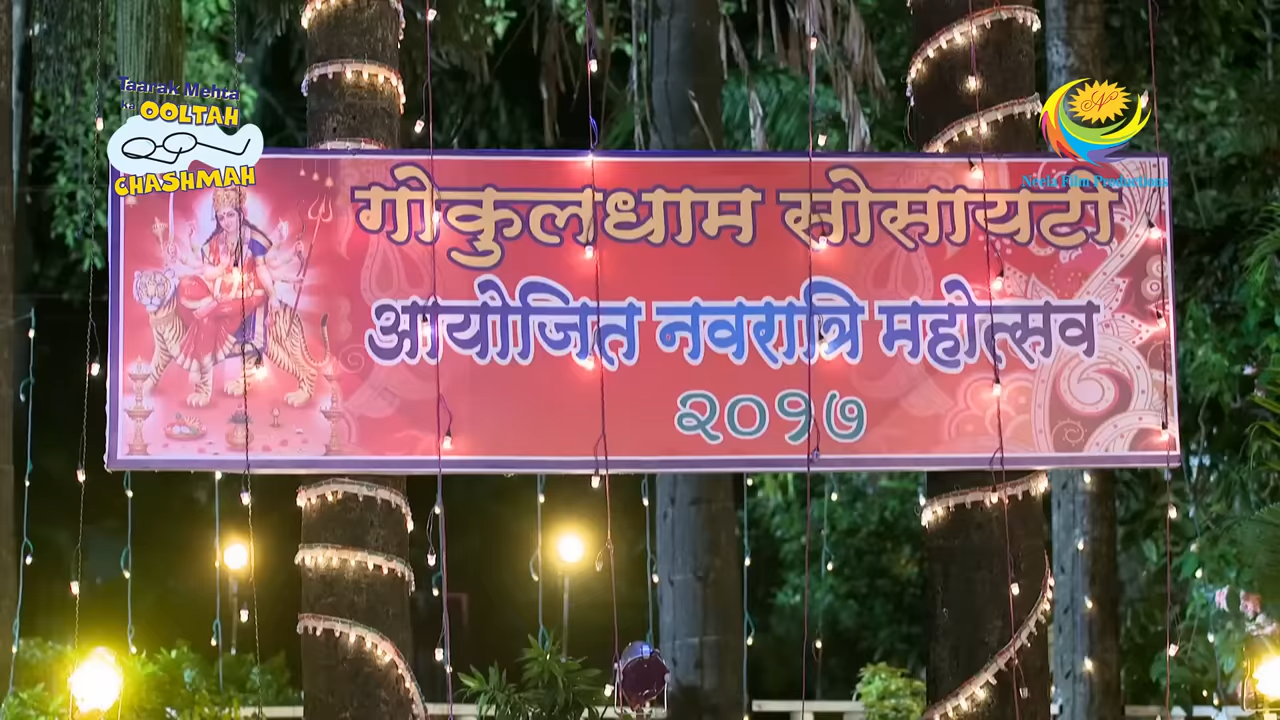 Taarak Mehta
ka OOLTAH
CHASHMAH
Neela Film Productions
गोकुलधाम सोसायटी
आयोजित नवरात्रि महोत्सव
२०१७